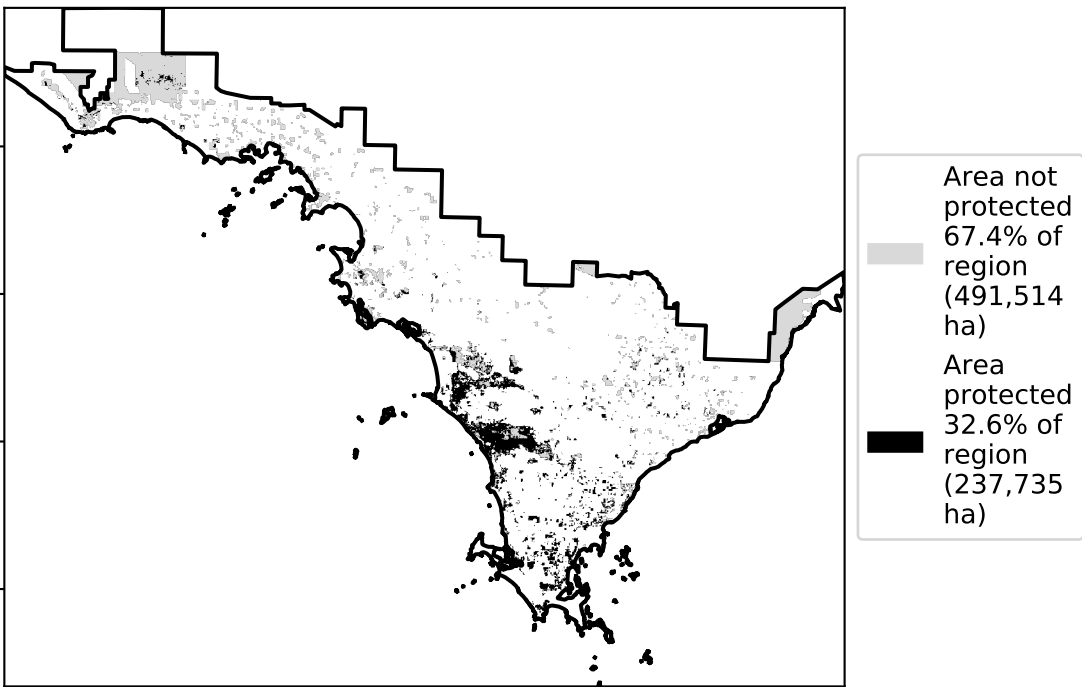 Area not
protected
67.4% of
region
(491,514
ha)
Area
protected
32.6% of
region
(237,735
ha)